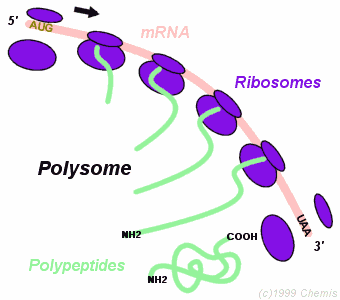 5'
AUG
mRNA
Ribosomes
Polysome
NH2
COOH
UAA
3'
Polypeptides
NH2
(c)1999 Chemis